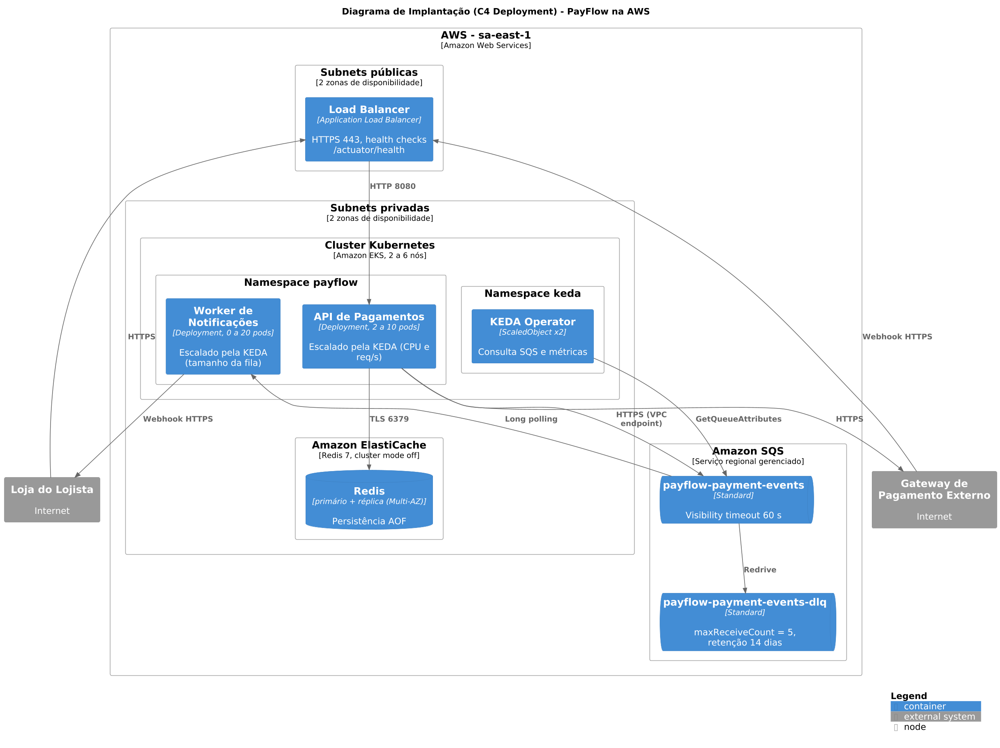 Diagrama de Implantação (C4 Deployment) - PayFlow na AWS
AWS - sa-east-1
[Amazon Web Services]
Subnets públicas
[2 zonas de disponibilidade]
Load Balancer
[Application Load Balancer]
HTTPS 443, health checks
/actuator/health
HTTP 8080
Subnets privadas
[2 zonas de disponibilidade]
Cluster Kubernetes
[Amazon EKS, 2 a 6 nós]
Namespace payflow
Worker de
Notificações
[Deployment, 0 a 20 pods]
Escalado pela KEDA
(tamanho da fila)
API de Pagamentos
[Deployment, 2 a 10 pods]
Escalado pela KEDA (CPU e
req/s)
Namespace keda
KEDA Operator
[ScaledObject x2]
Consulta SQS e métricas
HTTPS
Webhook HTTPS
Webhook HTTPS
TLS 6379
Long polling
HTTPS (VPC
endpoint)
GetQueueAttributes
HTTPS
Amazon ElastiCache
[Redis 7, cluster mode off]
Redis
[primário + réplica (Multi-AZ)]
Persistência AOF
Amazon SQS
[Serviço regional gerenciado]
payflow-payment-events
[Standard]
Visibility timeout 60 s
Redrive
payflow-payment-events-dlq
[Standard]
maxReceiveCount = 5,
retenção 14 dias
Loja do Lojista
Internet
Gateway de
Pagamento Externo
Internet
Legend
container
external system
node